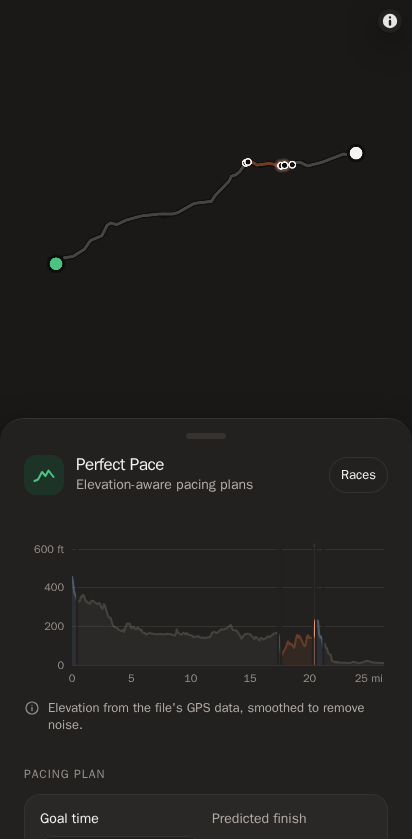 Perfect Pace
Elevation-aware pacing plans
Races
600 ft
400
200
0
0 5 10 15 20 25 mi
Elevation from the file's GPS data, smoothed to remove
noise.
PACING PLAN
Goal time Predicted finish